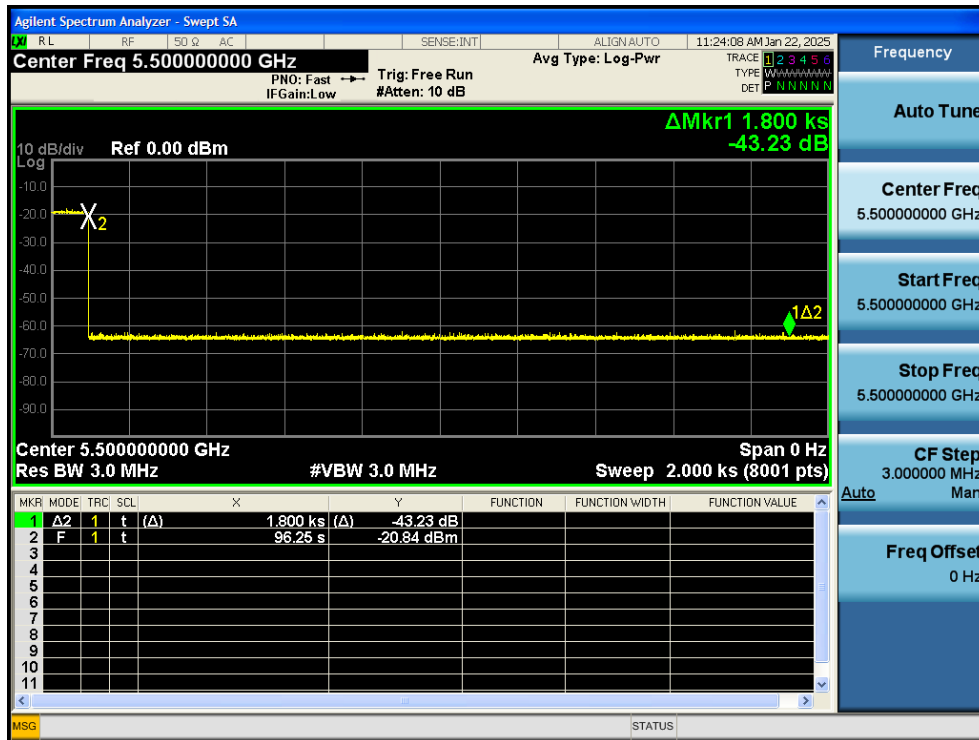 Agilent Spectrum Analyzer - Swept SA
LXI RL RF 50 Ω AC SENSE:INT ALIGN AUTO 11:24:08 AM Jan 22, 2025
Center Freq 5.500000000 GHz
PNO: Fast
IFGain:Low
Trig: Free Run
#Atten: 10 dB
Avg Type: Log-Pwr
TRACE 1 2 3 4 5 6
TYPE W
DET P N N N N N
ΔMkr1 1.800 ks
-43.23 dB
10 dB/div Ref 0.00 dBm
Log
-10.0
-20.0
-30.0
-40.0
-50.0
-60.0
-70.0
-80.0
-90.0
X2
1Δ2
Center 5.500000000 GHz Span 0 Hz
Res BW 3.0 MHz #VBW 3.0 MHz Sweep 2.000 ks (8001 pts)
MKR MODE TRC SCL X Y FUNCTION FUNCTION WIDTH FUNCTION VALUE
1 Δ2 1 t (Δ) 1.800 ks (Δ) -43.23 dB
2 F 1 t 96.25 s -20.84 dBm
3
4
5
6
7
8
9
10
11
MSG STATUS
Frequency
Auto Tune
Center Freq
5.500000000 GHz
Start Freq
5.500000000 GHz
Stop Freq
5.500000000 GHz
CF Step
3.000000 MHz
Auto Man
Freq Offset
0 Hz